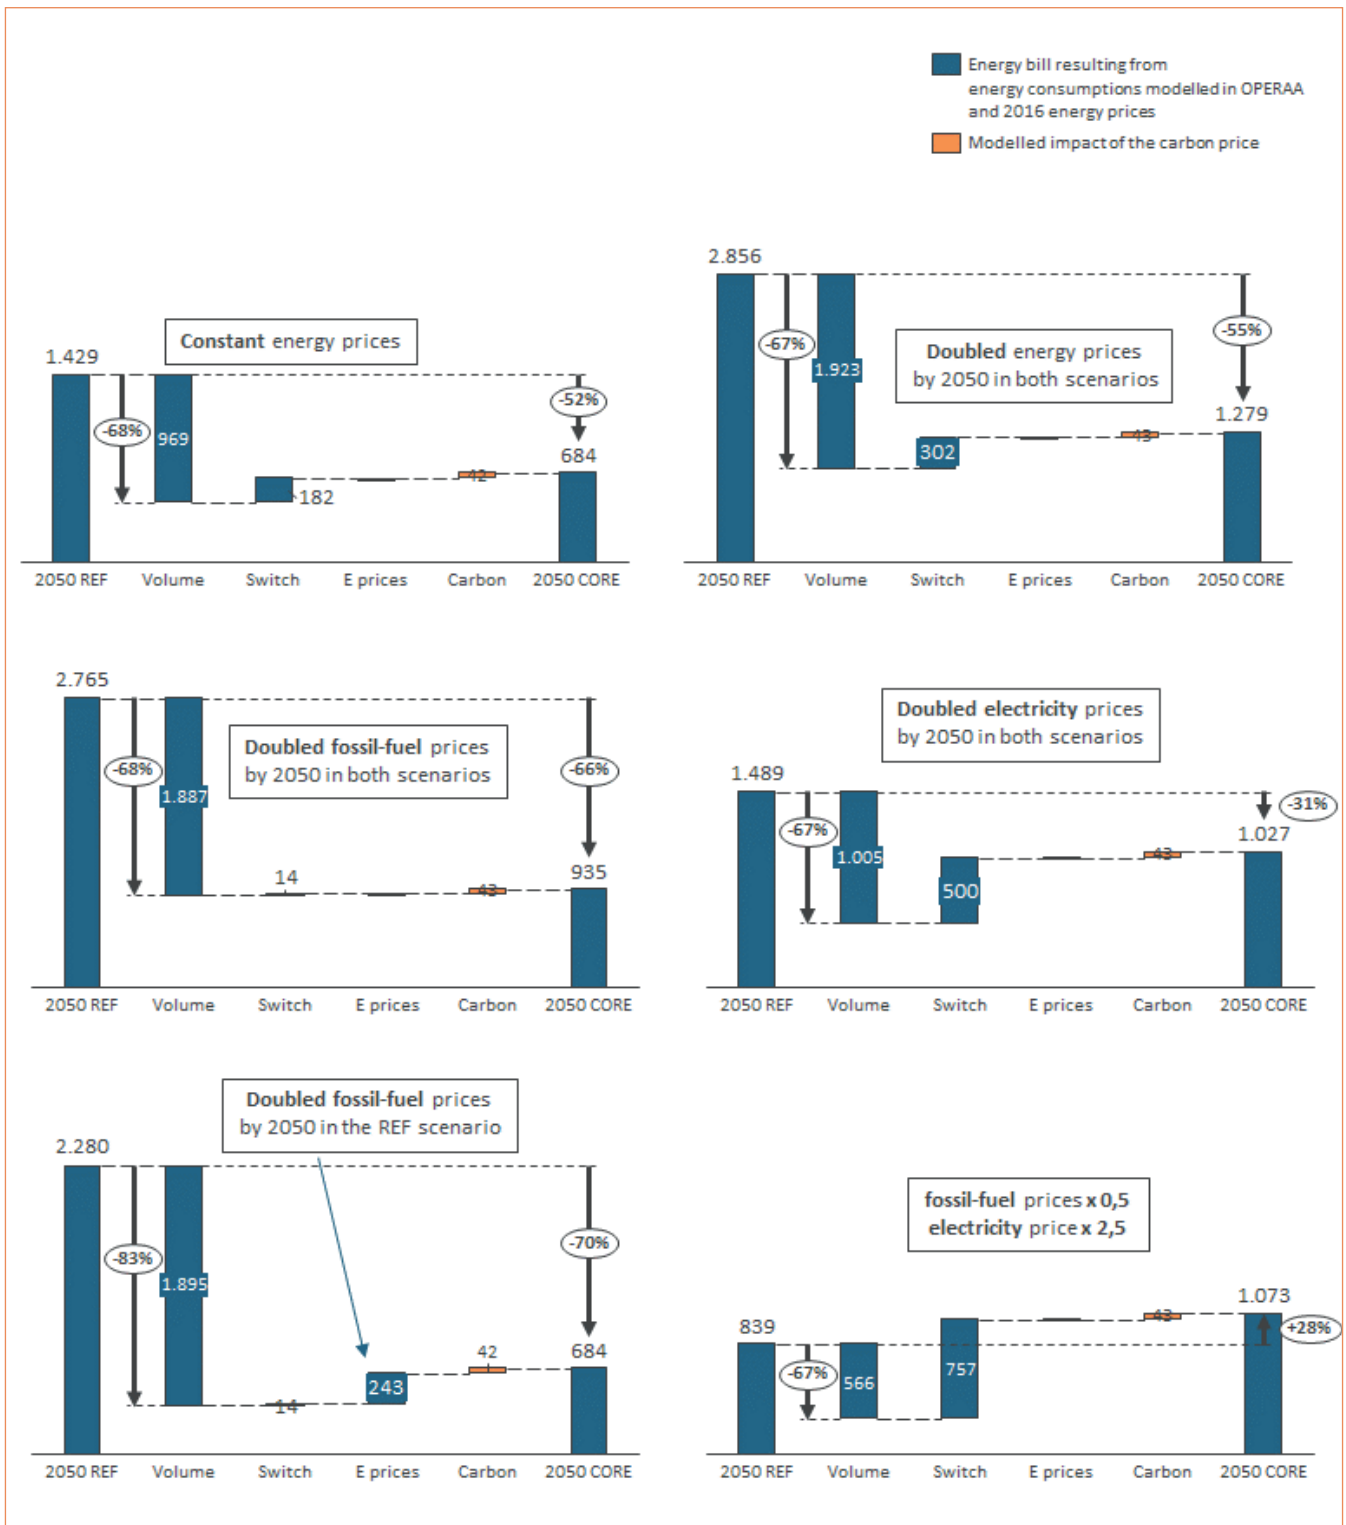 Energy bill resulting from
energy consumptions modelled in OPERAA
and 2016 energy prices
Modelled impact of the carbon price
Constant energy prices
1.429
-68%
969
182
42
-52%
684
2050 REF Volume Switch E prices Carbon 2050 CORE
2.856
-67%
1.923
Doubled energy prices
by 2050 in both scenarios
302
43
-55%
1.279
2050 REF Volume Switch E prices Carbon 2050 CORE
2.765
-68%
1.887
Doubled fossil-fuel prices
by 2050 in both scenarios
14
43
-66%
935
2050 REF Volume Switch E prices Carbon 2050 CORE
Doubled electricity prices
by 2050 in both scenarios
1.489
-67%
1.005
500
43
-31%
1.027
2050 REF Volume Switch E prices Carbon 2050 CORE
Doubled fossil-fuel prices
by 2050 in the REF scenario
2.280
-83%
1.895
14
243
42
-70%
684
2050 REF Volume Switch E prices Carbon 2050 CORE
fossil-fuel prices x 0,5
electricity price x 2,5
839
-67%
566
757
43
1.073
+28%
2050 REF Volume Switch E prices Carbon 2050 CORE